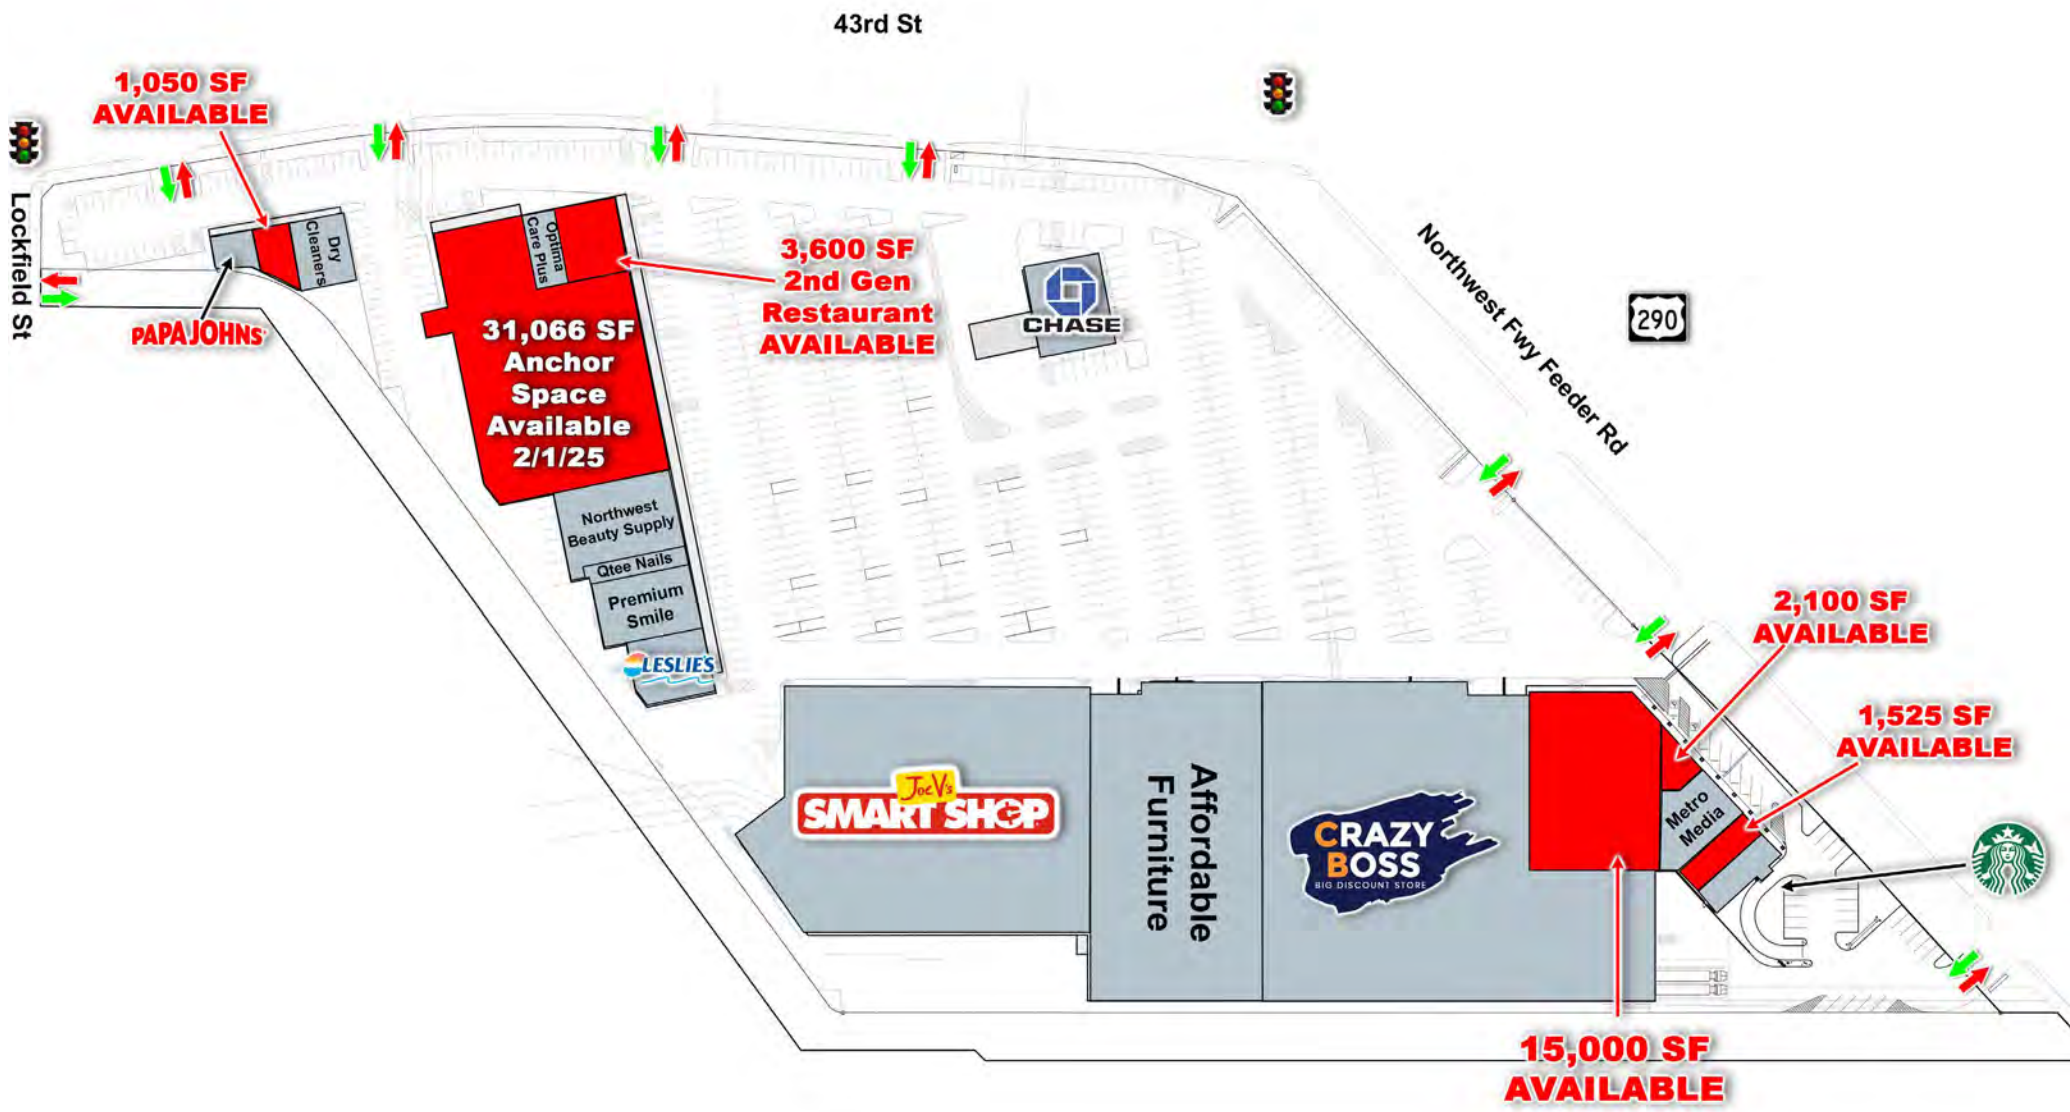 43rd St
1,050 SF
AVAILABLE
Lockfield St
Dry
Cleaners
PAPA JOHNS
Optima
Care Plus
3,600 SF
2nd Gen
Restaurant
AVAILABLE
31,066 SF
Anchor
Space
Available
2/1/25
CHASE
Northwest Fwy Feeder Rd
290
Northwest
Beauty Supply
Qtee Nails
Premium
Smile
LESLIE'S
2,100 SF
AVAILABLE
1,525 SF
AVAILABLE
Joe V's
SMART SHOP
Affordable
Furniture
CRAZY
BOSS
BIG DISCOUNT STORE
Metro
Media
15,000 SF
AVAILABLE